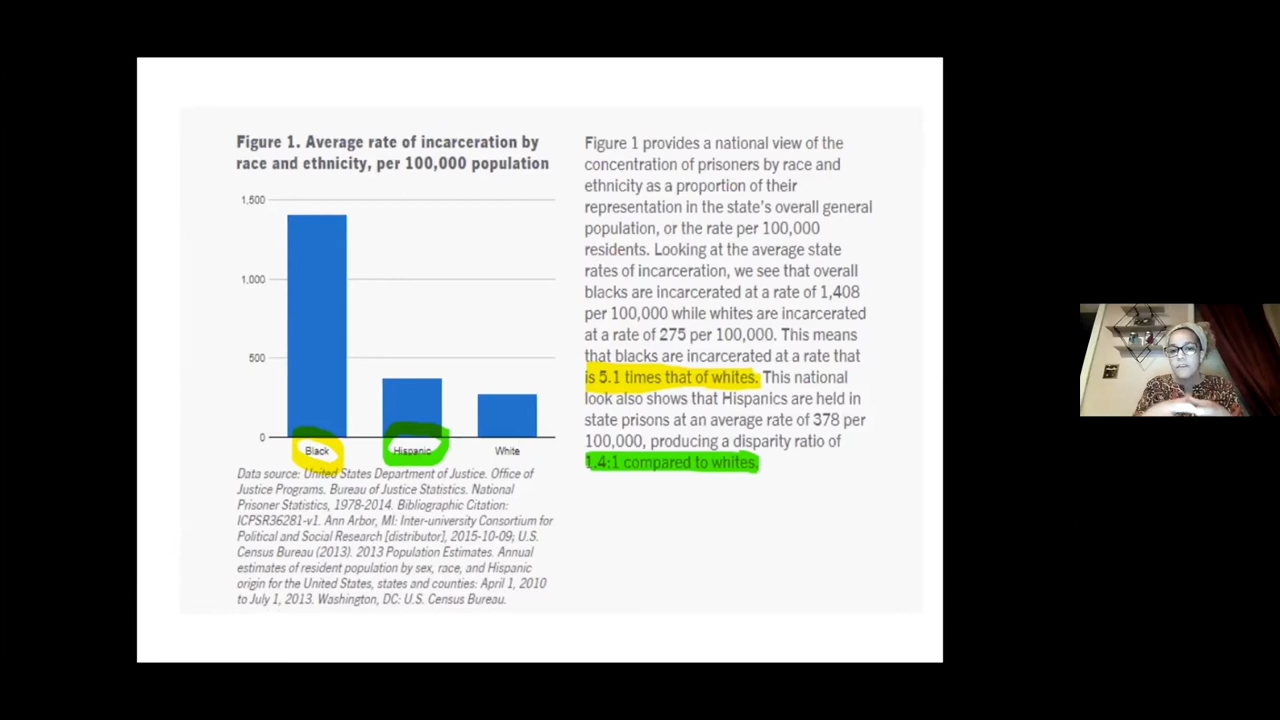 Figure 1. Average rate of incarceration by
race and ethnicity, per 100,000 population
1,500
1,000
500
0
Black
Hispanic
White
Data source: United States Department of Justice. Office of
Justice Programs. Bureau of Justice Statistics. National
Prisoner Statistics, 1978-2014. Bibliographic Citation:
ICPSR36281-v1. Ann Arbor, MI: Inter-university Consortium for
Political and Social Research [distributor], 2015-10-09; U.S.
Census Bureau (2013). 2013 Population Estimates. Annual
estimates of resident population by sex, race, and Hispanic
origin for the United States, states and counties: April 1, 2010
to July 1, 2013. Washington, DC: U.S. Census Bureau.
Figure 1 provides a national view of the
concentration of prisoners by race and
ethnicity as a proportion of their
representation in the state's overall general
population, or the rate per 100,000
residents. Looking at the average state
rates of incarceration, we see that overall
blacks are incarcerated at a rate of 1,408
per 100,000 while whites are incarcerated
at a rate of 275 per 100,000. This means
that blacks are incarcerated at a rate that
is 5.1 times that of whites. This national
look also shows that Hispanics are held in
state prisons at an average rate of 378 per
100,000, producing a disparity ratio of
1.4:1 compared to whites.